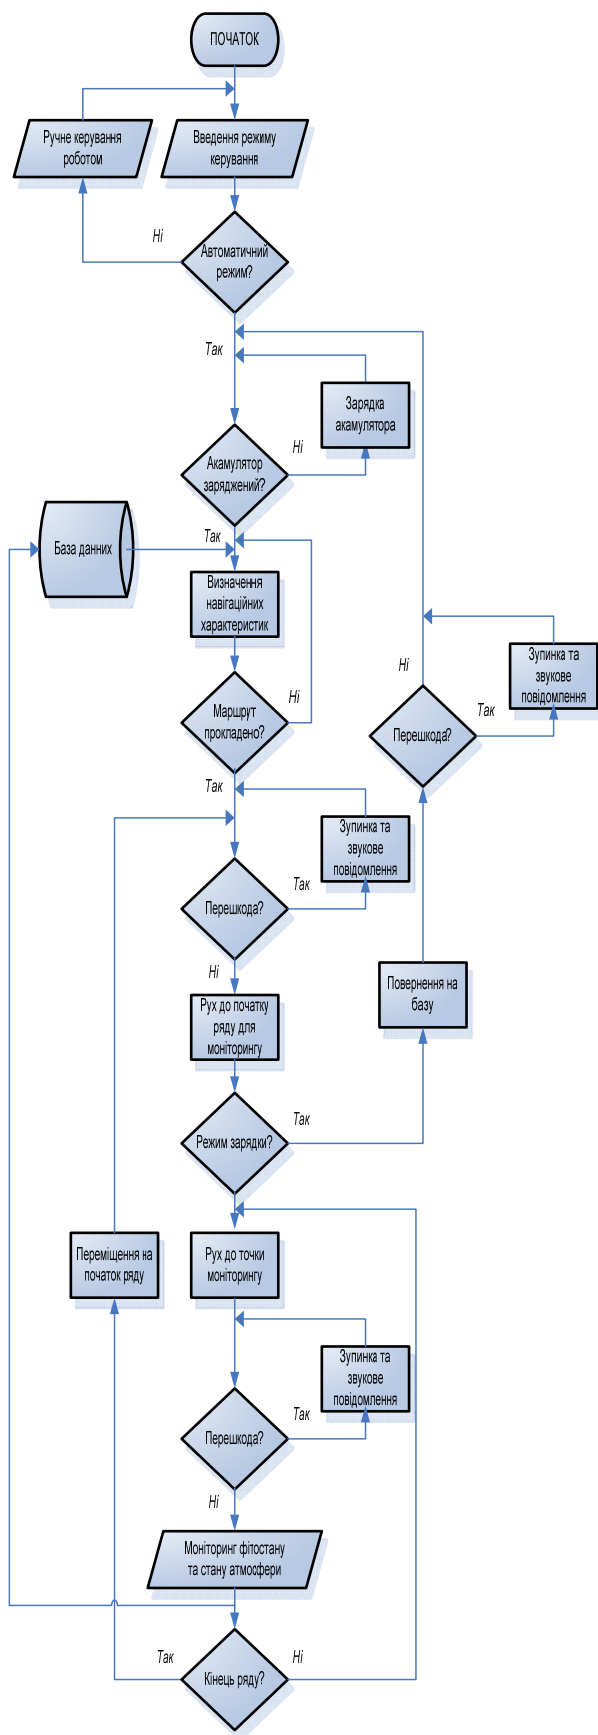 ПОЧАТОК
Ручне керування
роботом
Введення режиму
керування
Ні
Автоматичний
режим?
Так
Зарядка
акамулятора
Ні
Акамулятор
заряджений?
База данних
Так
Визначення
навігаційних
характеристик
Ні
Маршрут
прокладено?
Так
Ні
Зупинка та
звукове
повідомлення
Так
Перешкода?
Зупинка та
звукове
повідомлення
Так
Перешкода?
Ні
Повернення на
базу
Рух до початку
ряду для
моніторингу
Так
Режим зарядки?
Переміщення на
початок ряду
Рух до точки
моніторингу
Зупинка та
звукове
повідомлення
Так
Перешкода?
Ні
Моніторинг фітостану
та стану атмосфери
Так
Кінець ряду?
Ні